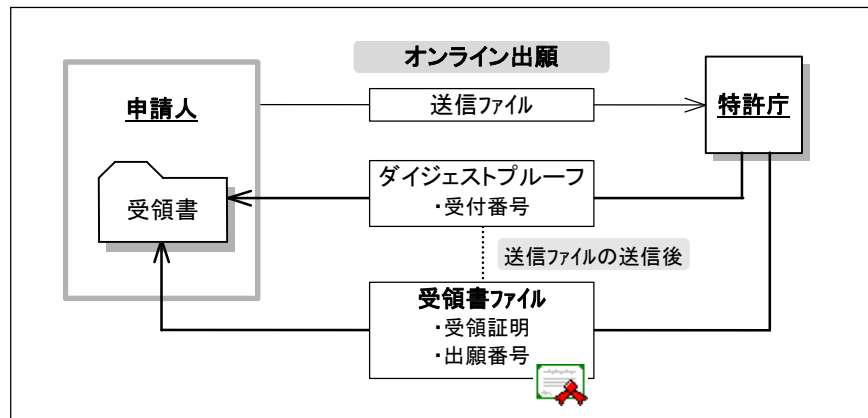 オンライン出願
申請人
送信ファイル
特許庁
受領書
ダイジェストプルーフ
・受付番号
送信ファイルの送信後
受領書ファイル
・受領証明
・出願番号